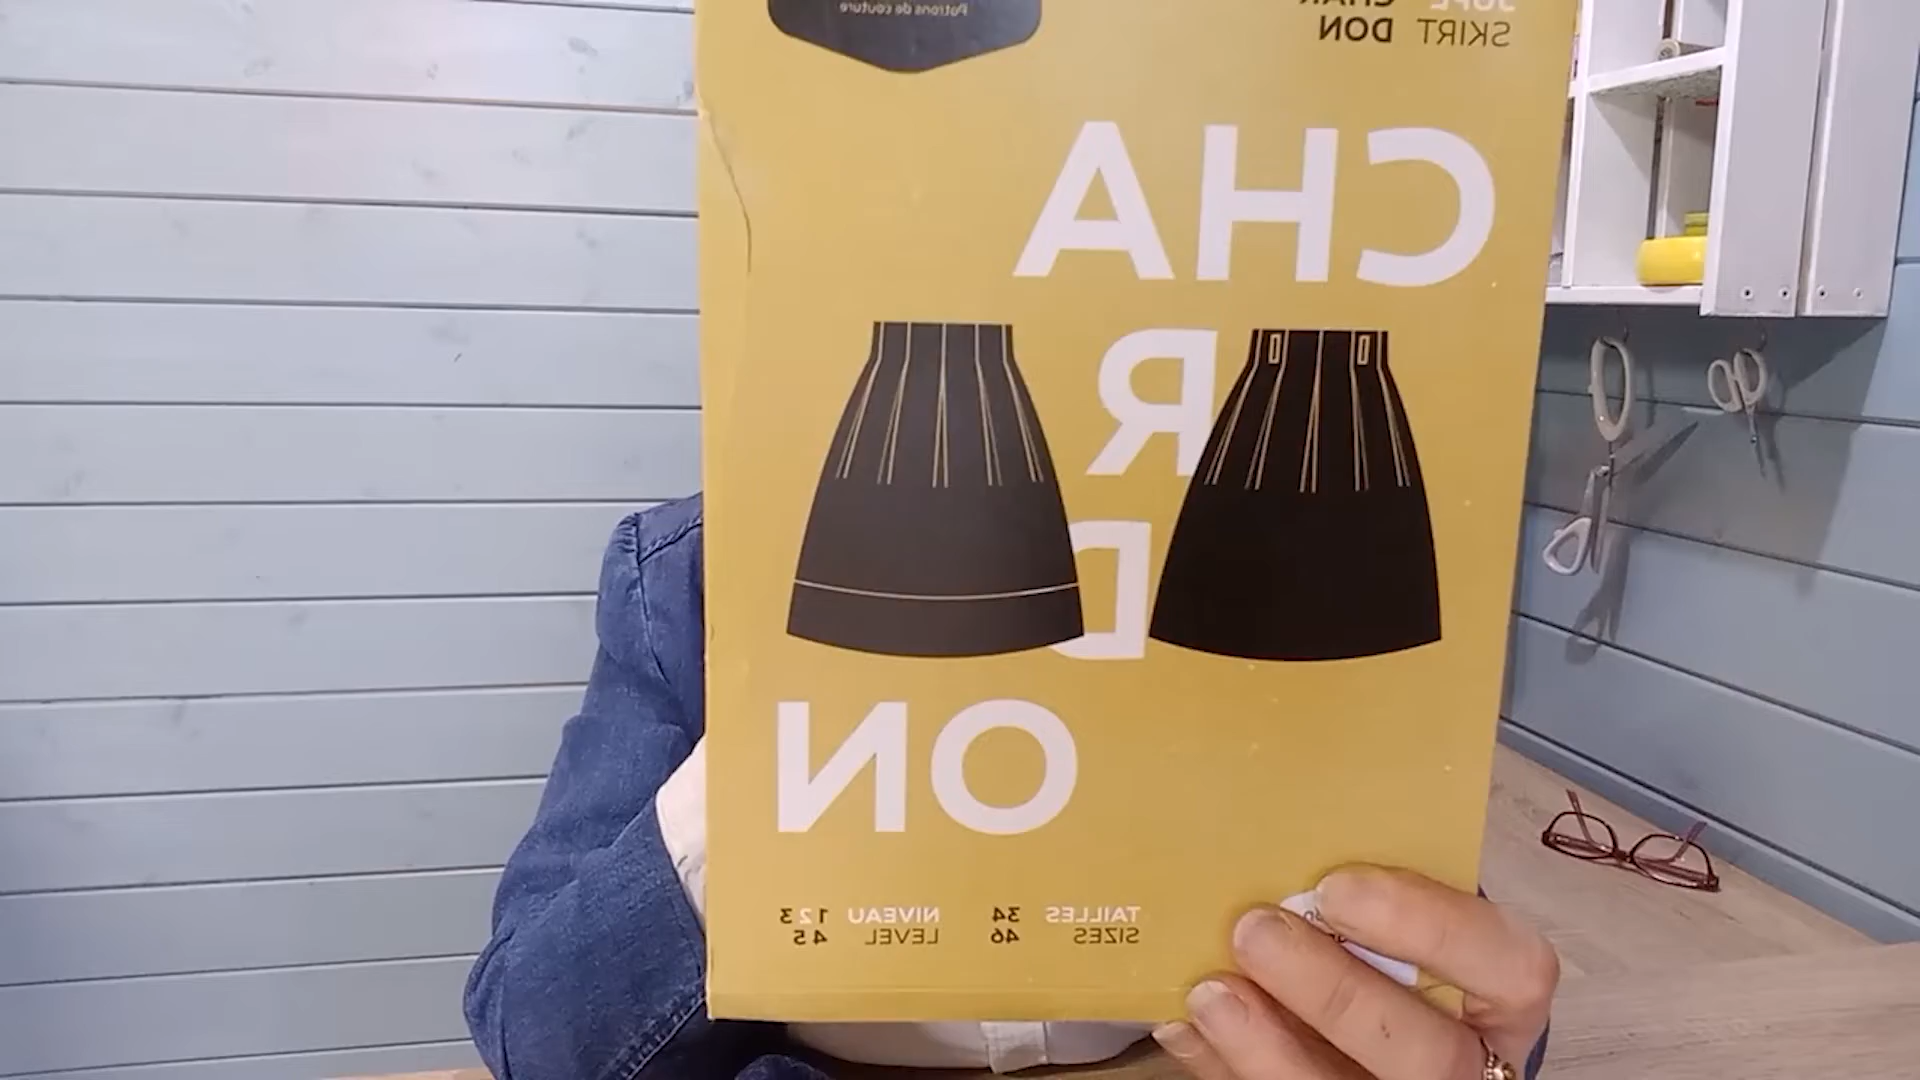 Patrons de couture
JUPE CHAR
SKIRT DON
CHA
R
D
ON
TAILLES 34
SIZES 46
NIVEAU 1 2 3
LEVEL 4 5